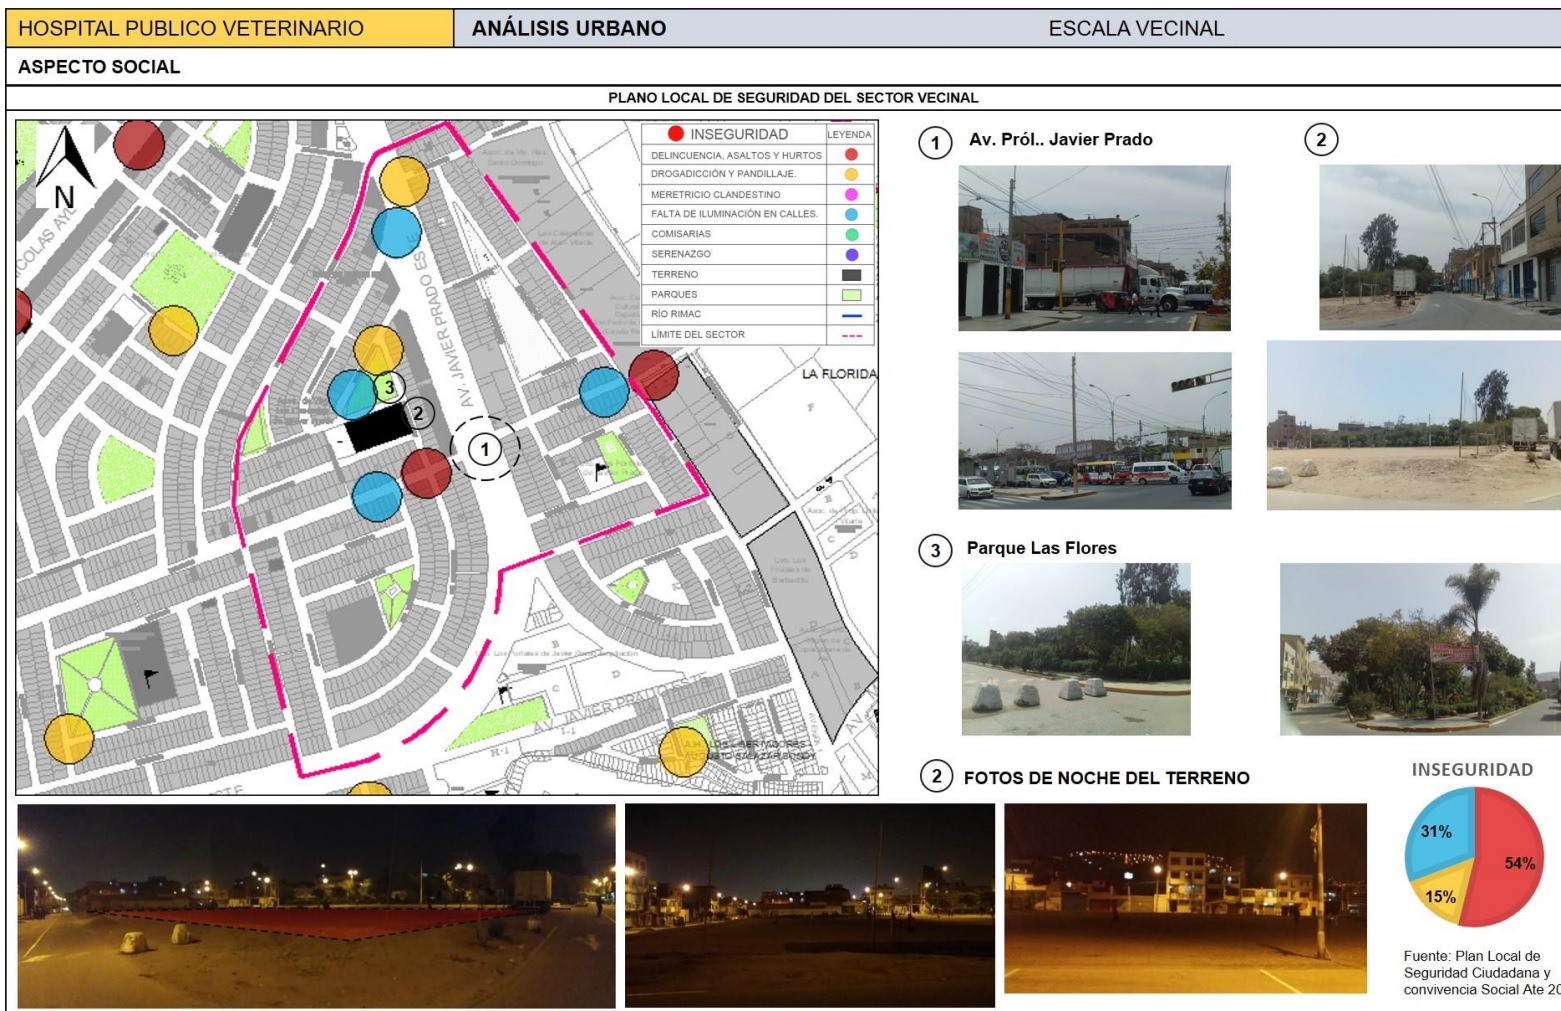 HOSPITAL PUBLICO VETERINARIO
ANÁLISIS URBANO
ESCALA VECINAL
ASPECTO SOCIAL
PLANO LOCAL DE SEGURIDAD DEL SECTOR VECINAL
N
INSEGURIDAD
LEYENDA
DELINCUENCIA, ASALTOS Y HURTOS
DROGADICCIÓN Y PANDILLAJE.
MERETRICIO CLANDESTINO
FALTA DE ILUMINACIÓN EN CALLES.
COMISARIAS
SERENAZGO
TERRENO
PARQUES
RÍO RIMAC
LÍMITE DEL SECTOR
AV. JAVIER PRADO ES
LA FLORIDA
F
3
2
1
B
C
D
AV. JAVIER PRADO ESTE
H-1
1 Av. Pról.. Javier Prado
2
3 Parque Las Flores
2 FOTOS DE NOCHE DEL TERRENO
INSEGURIDAD
31%
54%
15%
Fuente: Plan Local de
Seguridad Ciudadana y
convivencia Social Ate 20